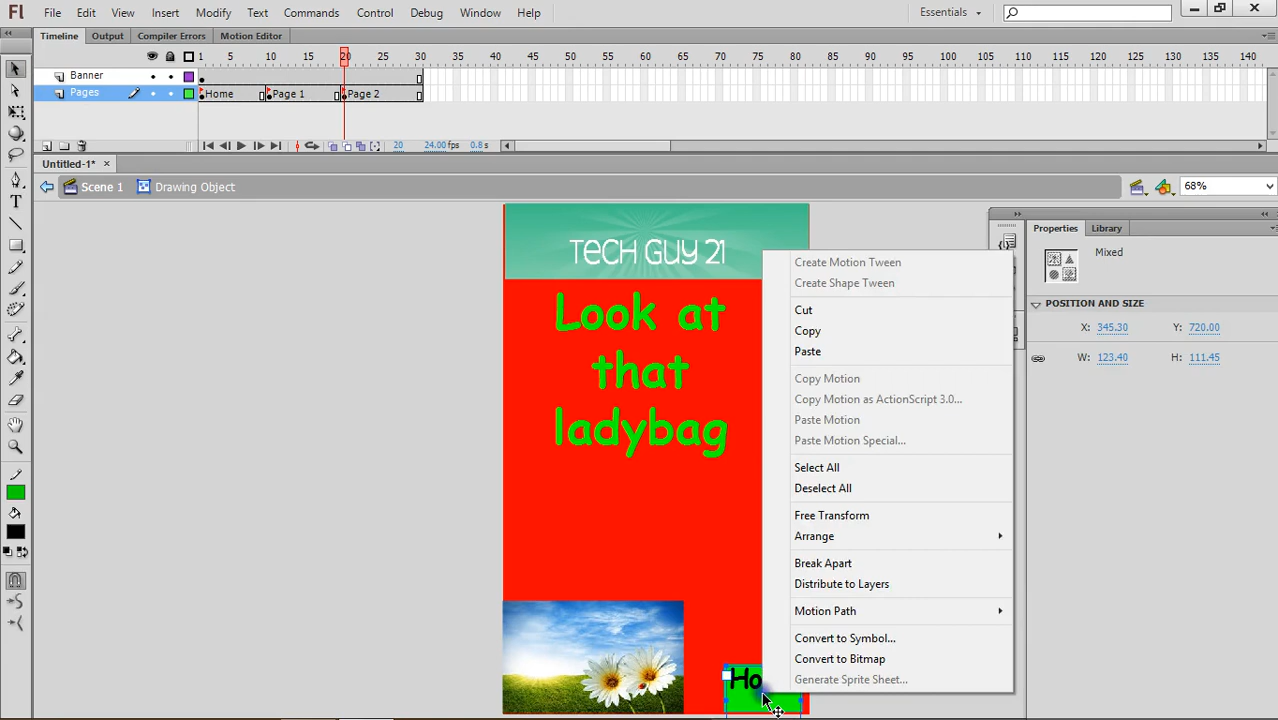 Fl File Edit View Insert Modify Text Commands Control Debug Window Help Essentials
Timeline Output Compiler Errors Motion Editor
1 5 10 15 20 25 30 35 40 45 50 55 60 65 70 75 80 85 90 95 100 105 110 115 120 125 130 135 140
Banner
Pages Home Page 1 Page 2
20 24.00 fps 0.8 s
Untitled-1*
Scene 1 Drawing Object 68%
TECH GUY 21
Look at
that
ladybag
Ho
Create Motion Tween
Create Shape Tween
Cut
Copy
Paste
Copy Motion
Copy Motion as ActionScript 3.0...
Paste Motion
Paste Motion Special...
Select All
Deselect All
Free Transform
Arrange
Break Apart
Distribute to Layers
Motion Path
Convert to Symbol...
Convert to Bitmap
Generate Sprite Sheet...
Properties Library
Mixed
POSITION AND SIZE
X: 345.30 Y: 720.00
W: 123.40 H: 111.45